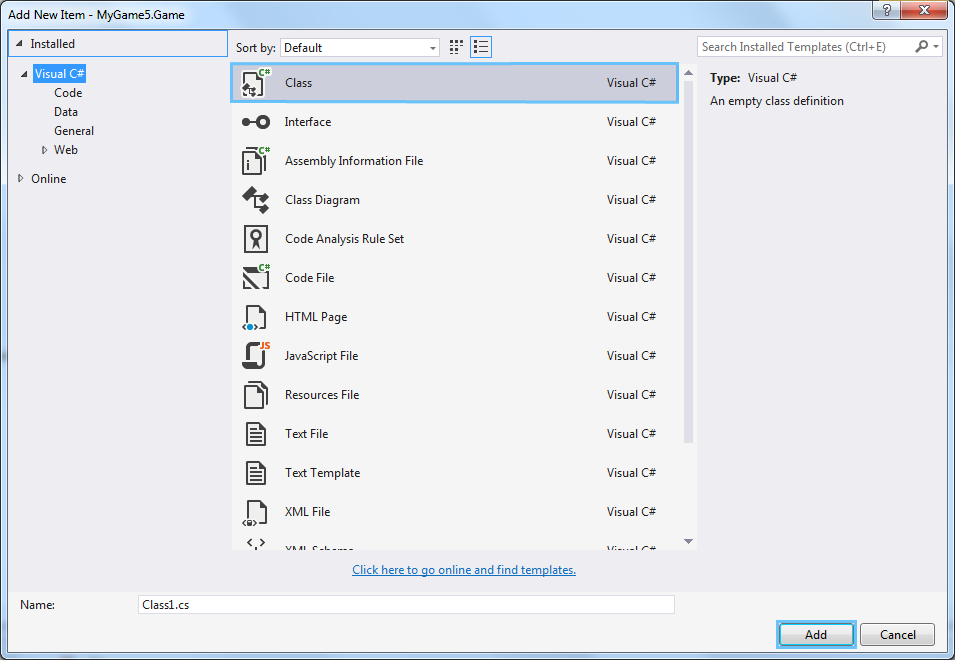 Add New Item - MyGame5.Game
?
Installed
Sort by: Default
Search Installed Templates (Ctrl+E)
Visual C#
Code
Data
General
Web
Online
C# Class Visual C#
Interface Visual C#
C# Assembly Information File Visual C#
Class Diagram Visual C#
Code Analysis Rule Set Visual C#
C# Code File Visual C#
HTML Page Visual C#
JS JavaScript File Visual C#
Resources File Visual C#
Text File Visual C#
Text Template Visual C#
XML File Visual C#
XML Schema Visual C#
Type: Visual C#
An empty class definition
Click here to go online and find templates.
Name: Class1.cs
Add Cancel